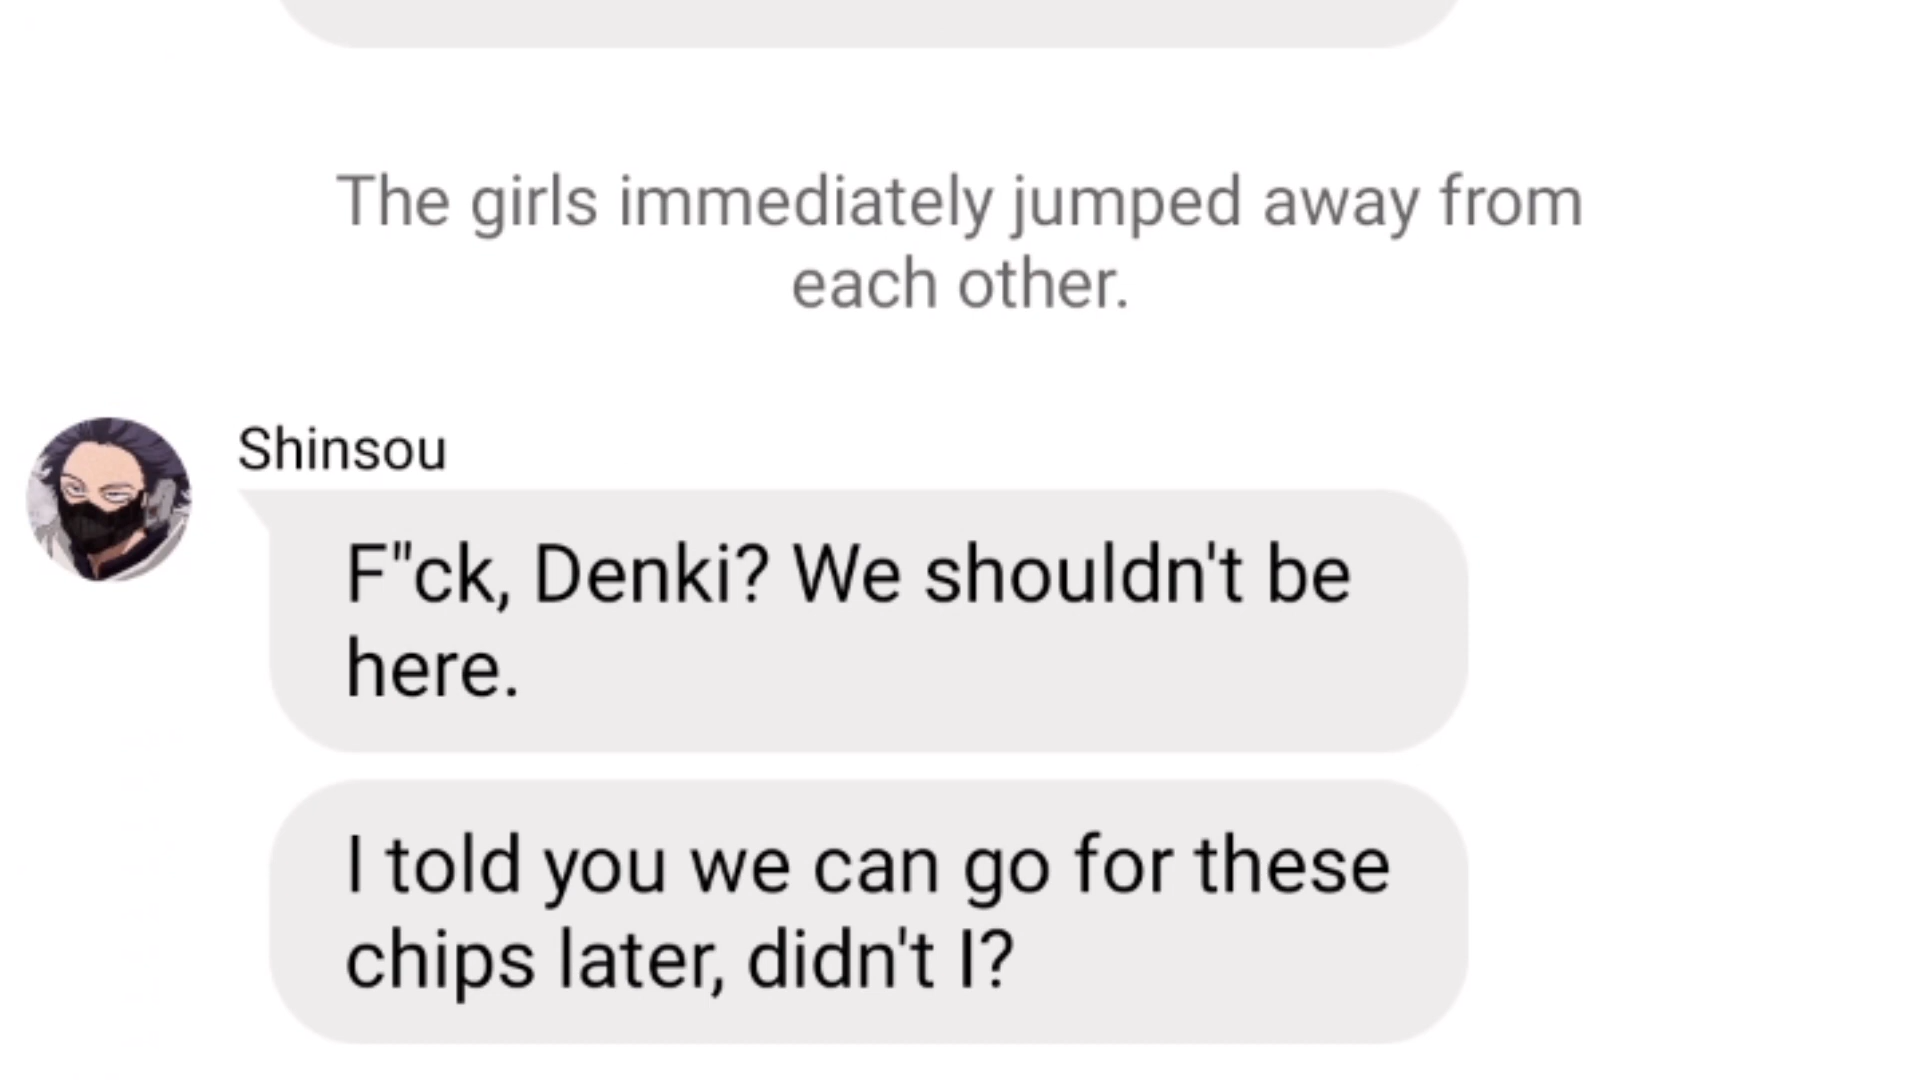 The girls immediately jumped away from
each other.
Shinsou
F"ck, Denki? We shouldn't be
here.
I told you we can go for these
chips later, didn't I?